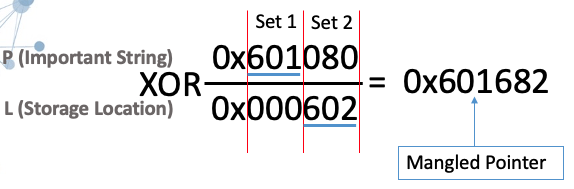 Set 1 Set 2
P (Important String) 0x601080
XOR = 0x601682
L (Storage Location) 0x000602
Mangled Pointer